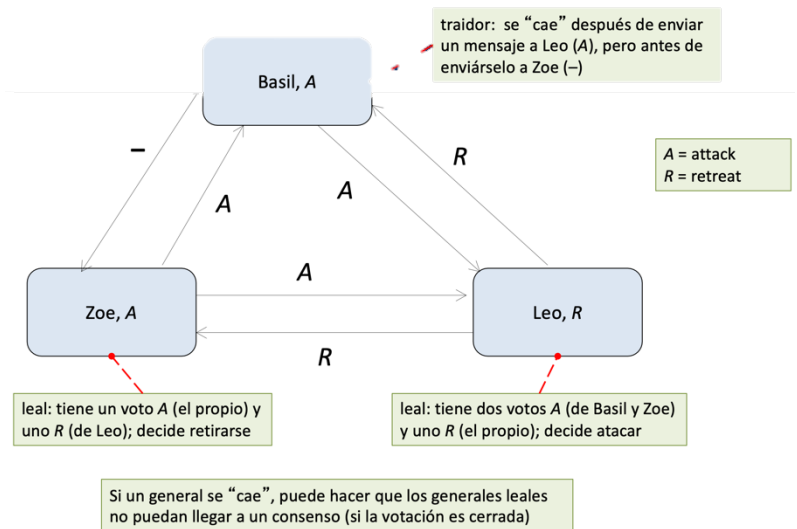 traidor: se “cae” después de enviar
un mensaje a Leo (A), pero antes de
enviárselo a Zoe (–)
Basil, A
–
A
A
R
A = attack
R = retreat
A
Zoe, A
Leo, R
R
leal: tiene un voto A (el propio) y
uno R (de Leo); decide retirarse
leal: tiene dos votos A (de Basil y Zoe)
y uno R (el propio); decide atacar
Si un general se “cae”, puede hacer que los generales leales
no puedan llegar a un consenso (si la votación es cerrada)